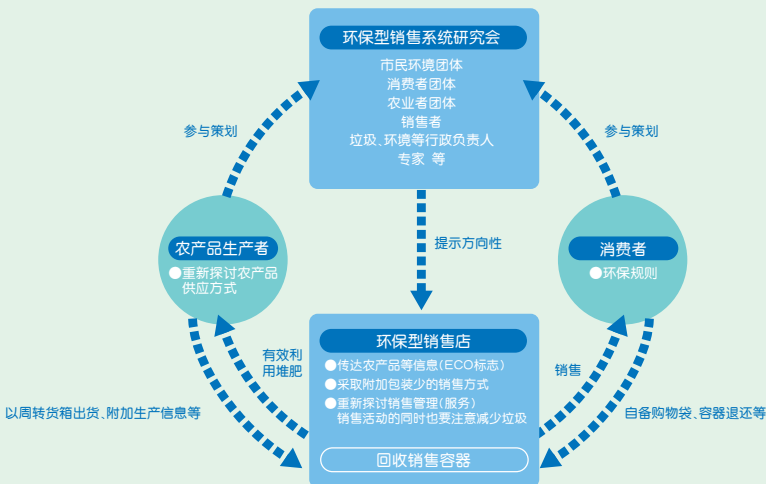 环保型销售系统研究会
市民环境团体
消费者团体
农业者团体
销售者
垃圾、环境等行政负责人
专家 等
参与策划
参与策划
提示方向性
农产品生产者
●重新探讨农产品
供应方式
消费者
●环保规则
环保型销售店
●传达农产品等信息(ECO标志)
●采取附加包装少的销售方式
●重新探讨销售管理(服务)
销售活动的同时也要注意减少垃圾
回收销售容器
有效利
用堆肥
销售
以周转货箱出货、附加生产信息等
自备购物袋、容器退还等